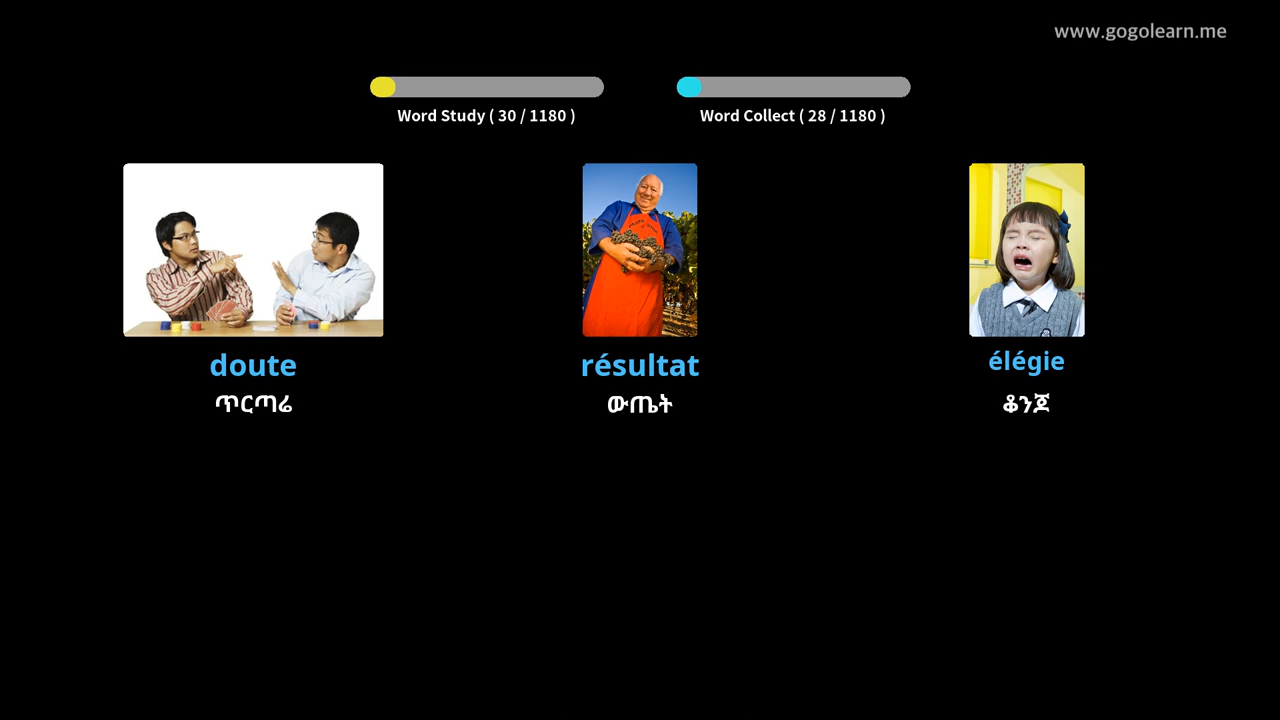 www.gogolearn.me
Word Study ( 30 / 1180 )
Word Collect ( 28 / 1180 )
doute
résultat
élégie
ጥርጣሬ
ውጤት
ቆንጆ